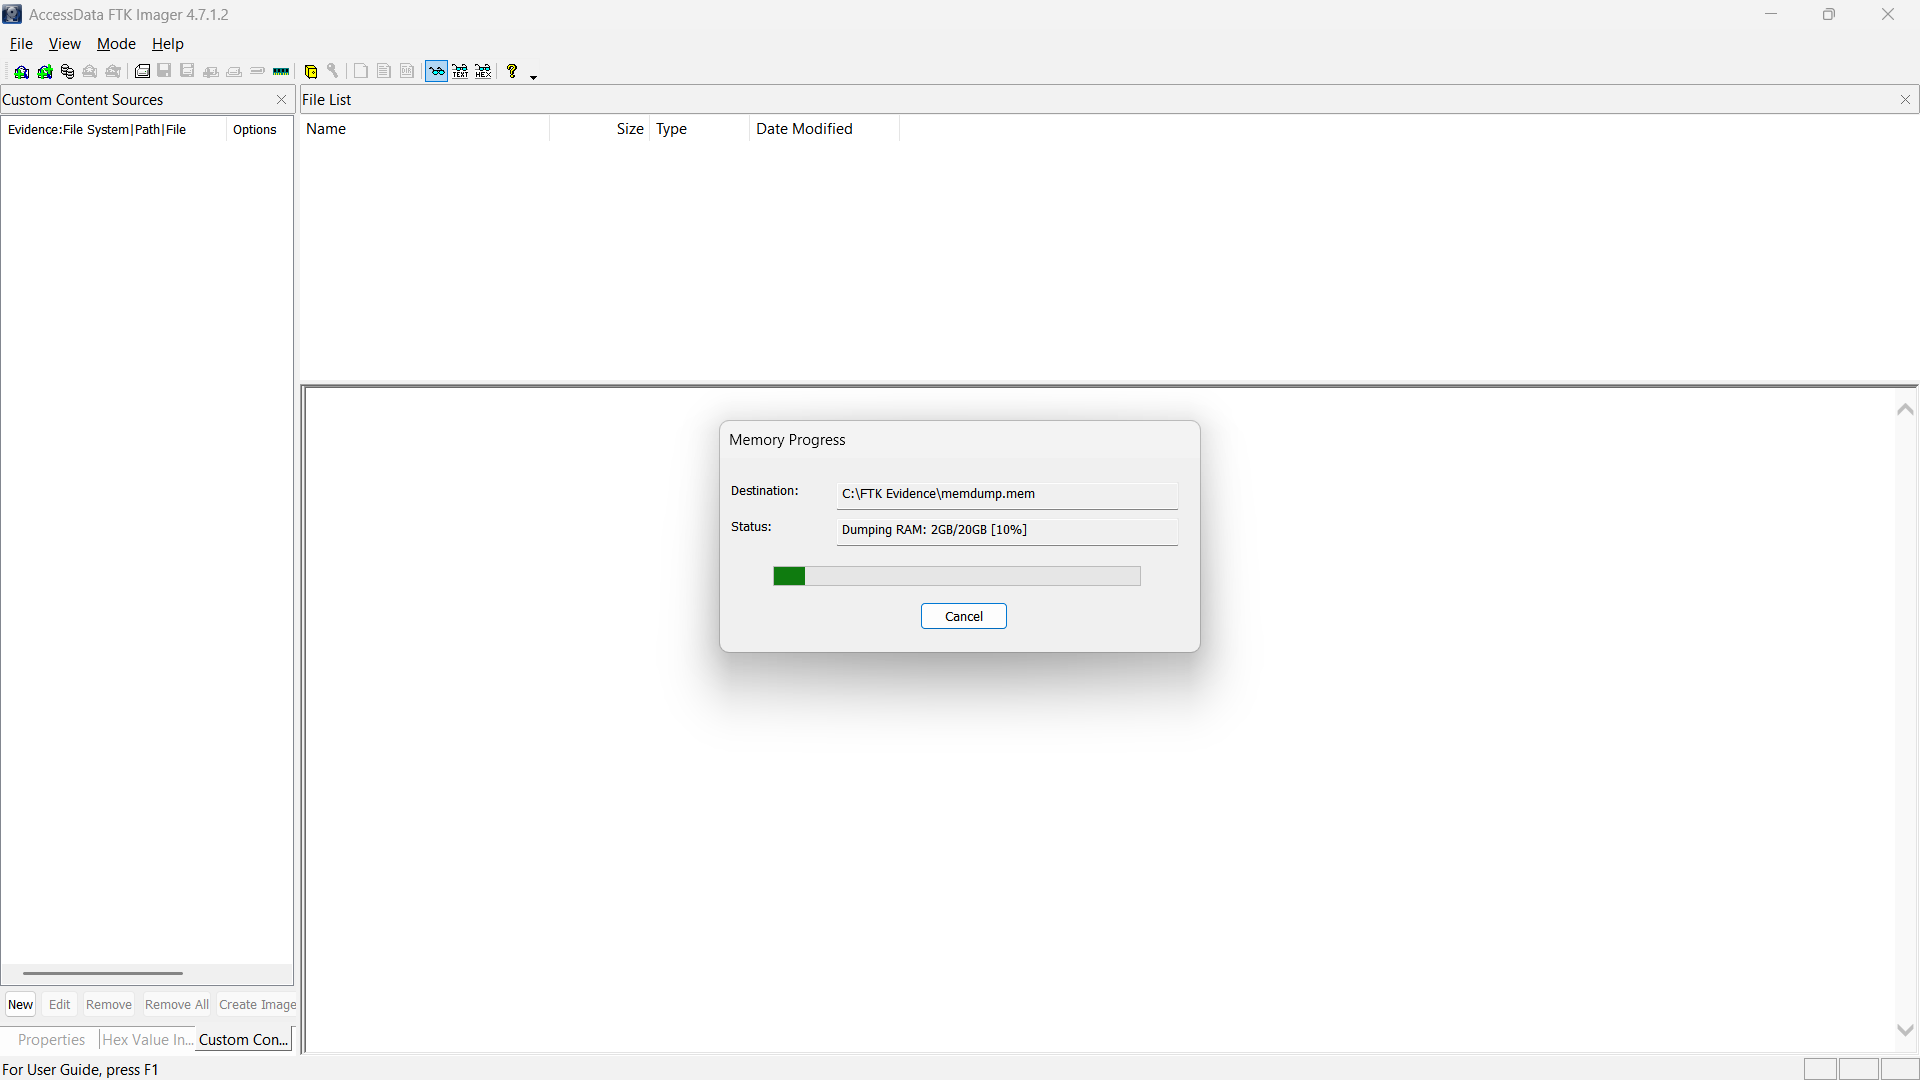 AccessData FTK Imager 4.7.1.2
File View Mode Help
TEXT HEX ?
Custom Content Sources
File List
Evidence:File System|Path|File Options
Name Size Type Date Modified
Memory Progress
Destination: C:\FTK Evidence\memdump.mem
Status: Dumping RAM: 2GB/20GB [10%]
Cancel
New Edit Remove Remove All Create Image
Properties Hex Value In... Custom Con...
For User Guide, press F1